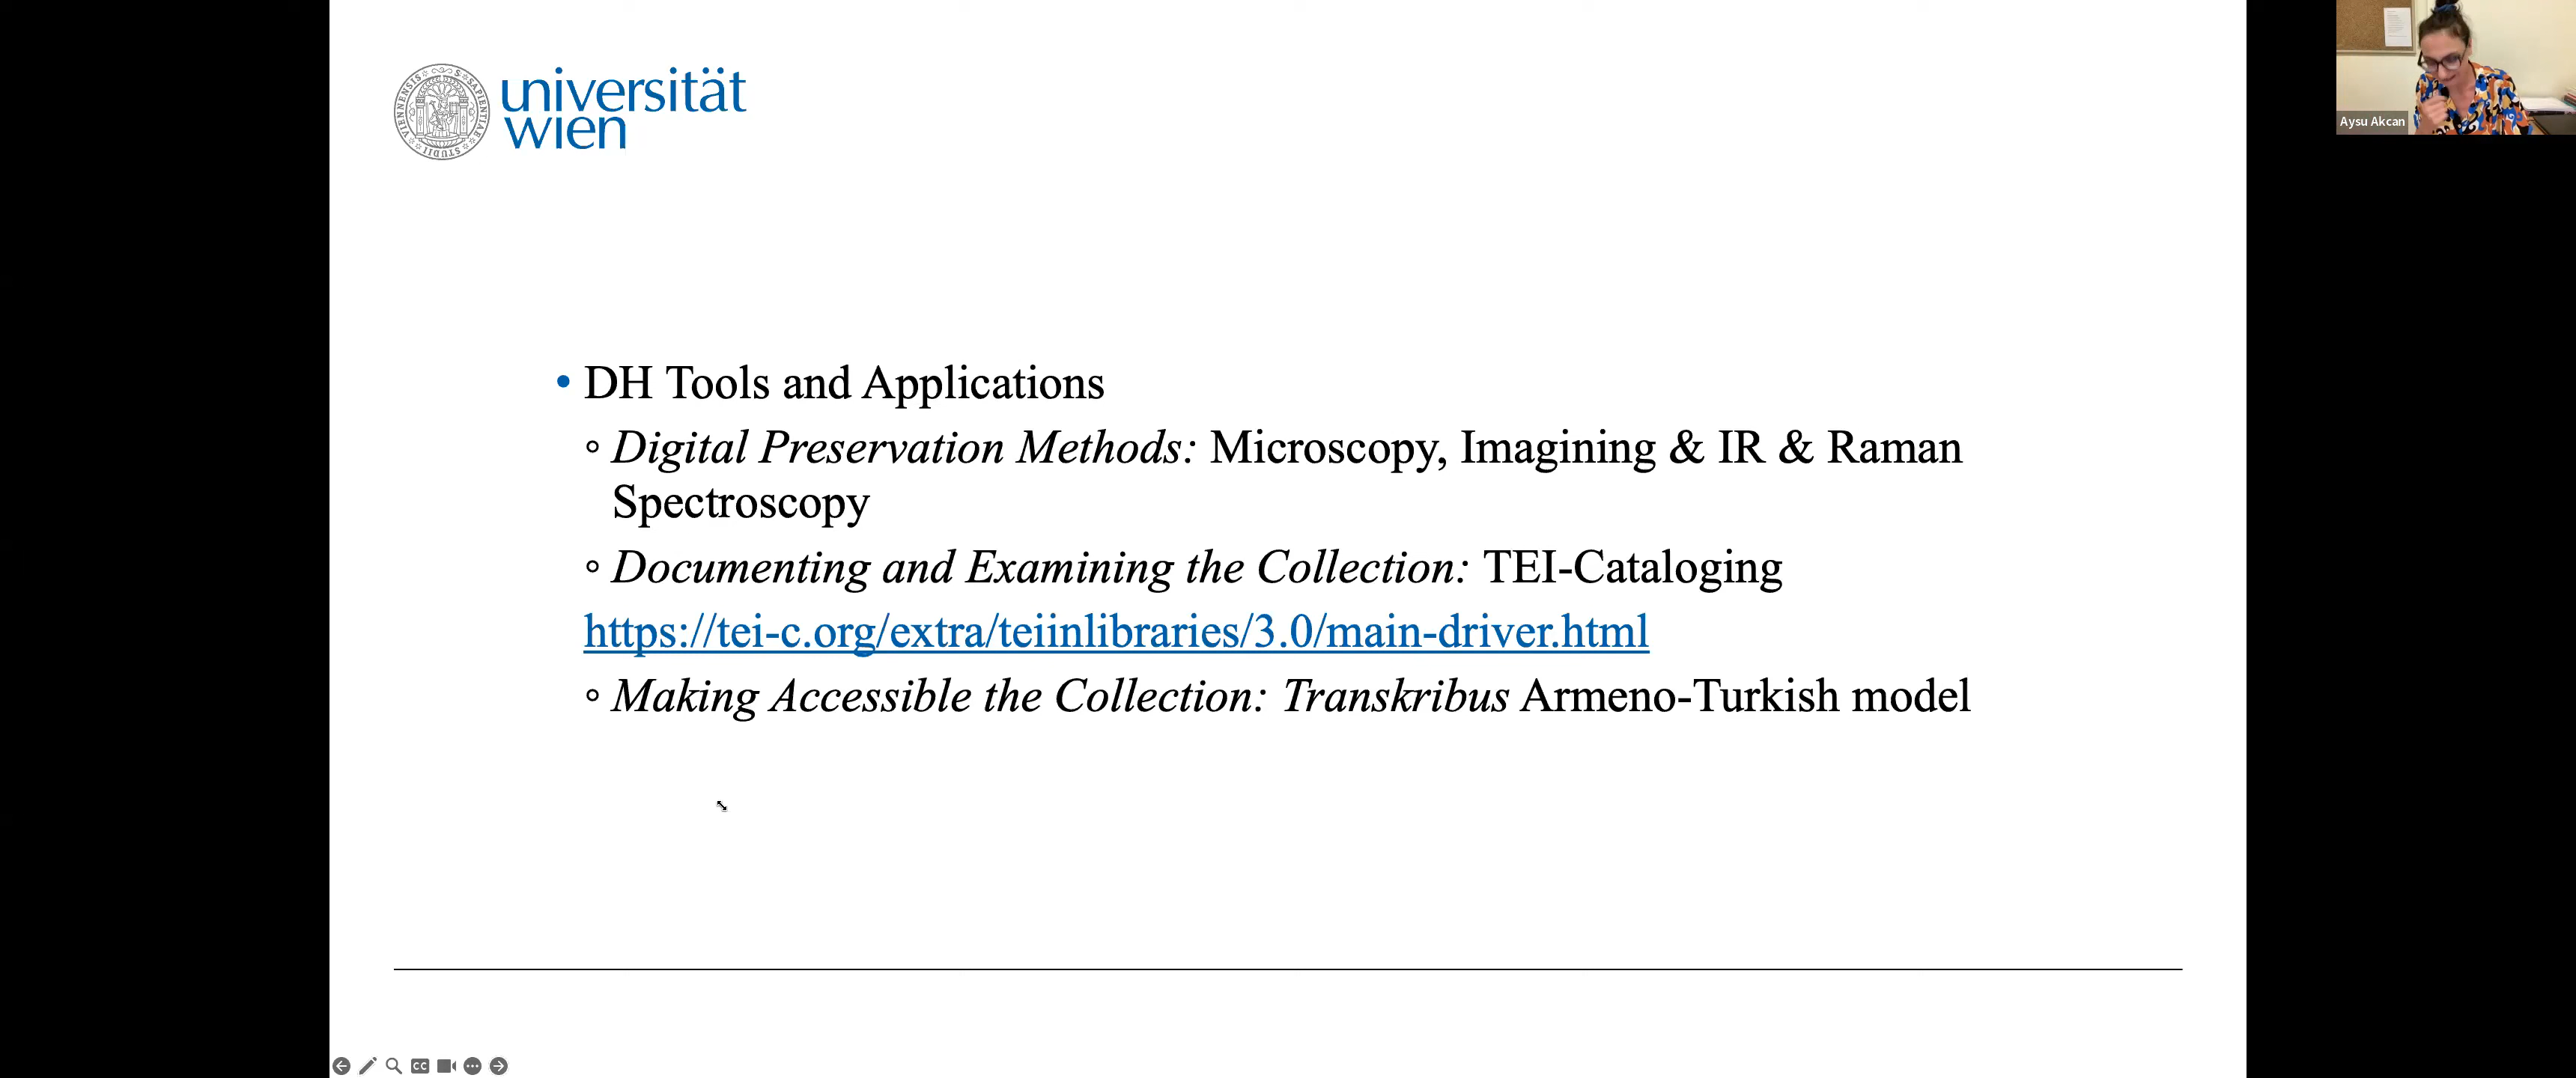 universität
wien
Aysu Akcan
• DH Tools and Applications
◦ Digital Preservation Methods: Microscopy, Imagining & IR & Raman
Spectroscopy
◦ Documenting and Examining the Collection: TEI-Cataloging
https://tei-c.org/extra/teiinlibraries/3.0/main-driver.html
◦ Making Accessible the Collection: Transkribus Armeno-Turkish model
CC